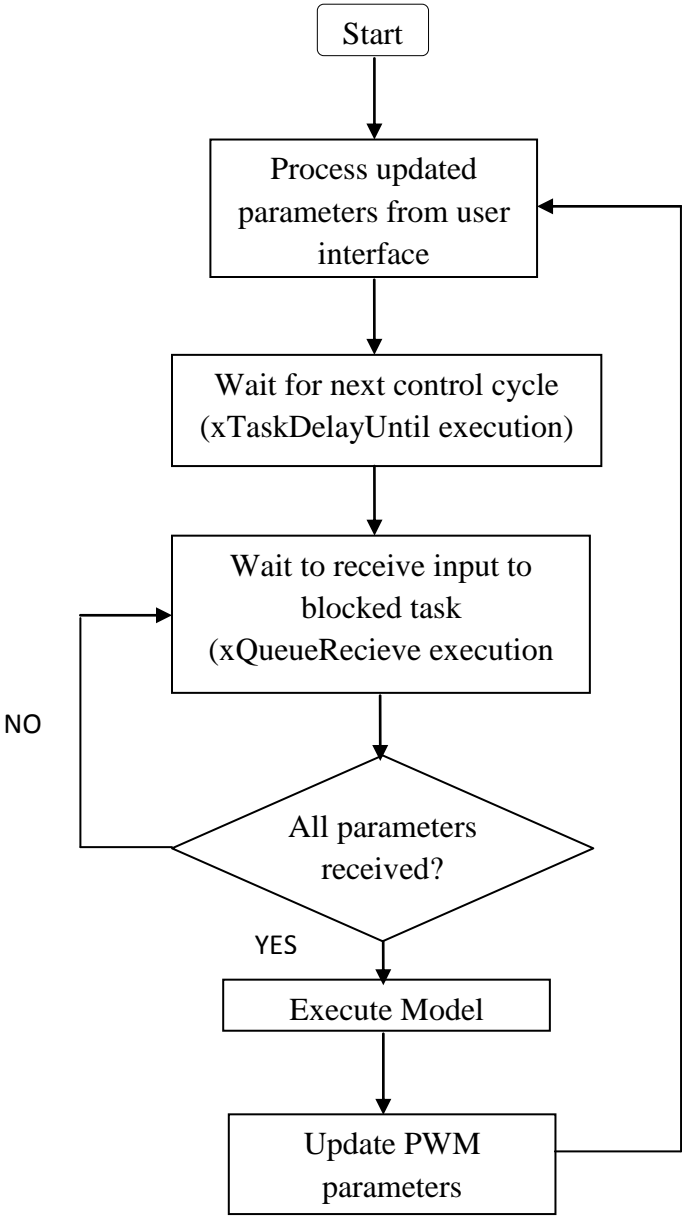 Start
Process updated
parameters from user
interface
Wait for next control cycle
(xTaskDelayUntil execution)
Wait to receive input to
blocked task
(xQueueRecieve execution
NO
All parameters
received?
YES
Execute Model
Update PWM
parameters